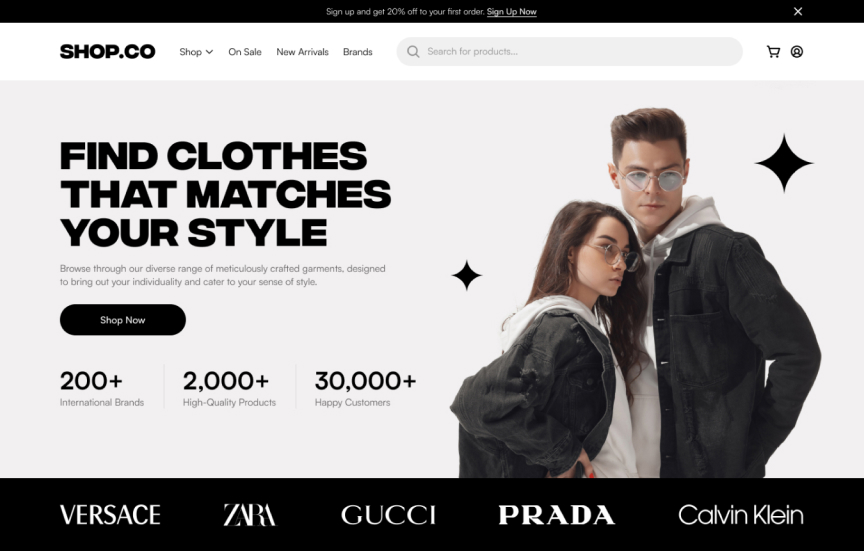 Sign up and get 20% off to your first order. Sign Up Now
SHOP.CO
Shop
On Sale
New Arrivals
Brands
Search for products...
FIND CLOTHES
THAT MATCHES
YOUR STYLE
Browse through our diverse range of meticulously crafted garments, designed
to bring out your individuality and cater to your sense of style.
Shop Now
200+
International Brands
2,000+
High-Quality Products
30,000+
Happy Customers
VERSACE
ZARA
GUCCI
PRADA
Calvin Klein